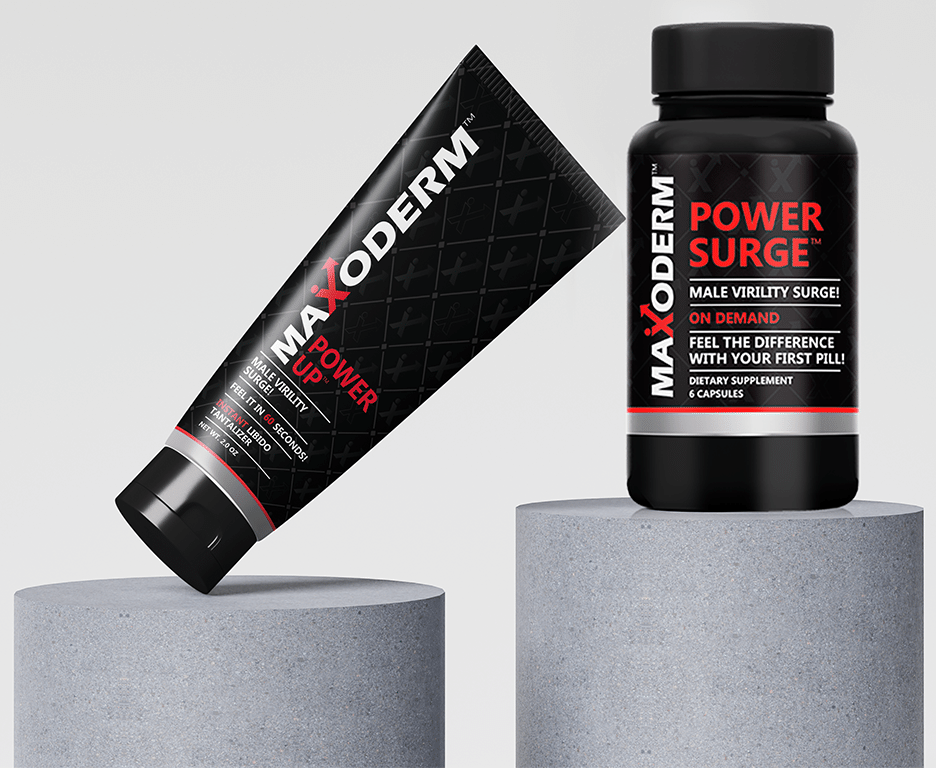 MAXODERM™
POWER
UP™
MALE VIRILITY
SURGE!
FEEL IT IN 60 SECONDS!
INSTANT LIBIDO
TANTALIZER
NET WT. 2.0 OZ
MAXODERM™
POWER
SURGE™
MALE VIRILITY SURGE!
ON DEMAND
FEEL THE DIFFERENCE
WITH YOUR FIRST PILL!
DIETARY SUPPLEMENT
6 CAPSULES